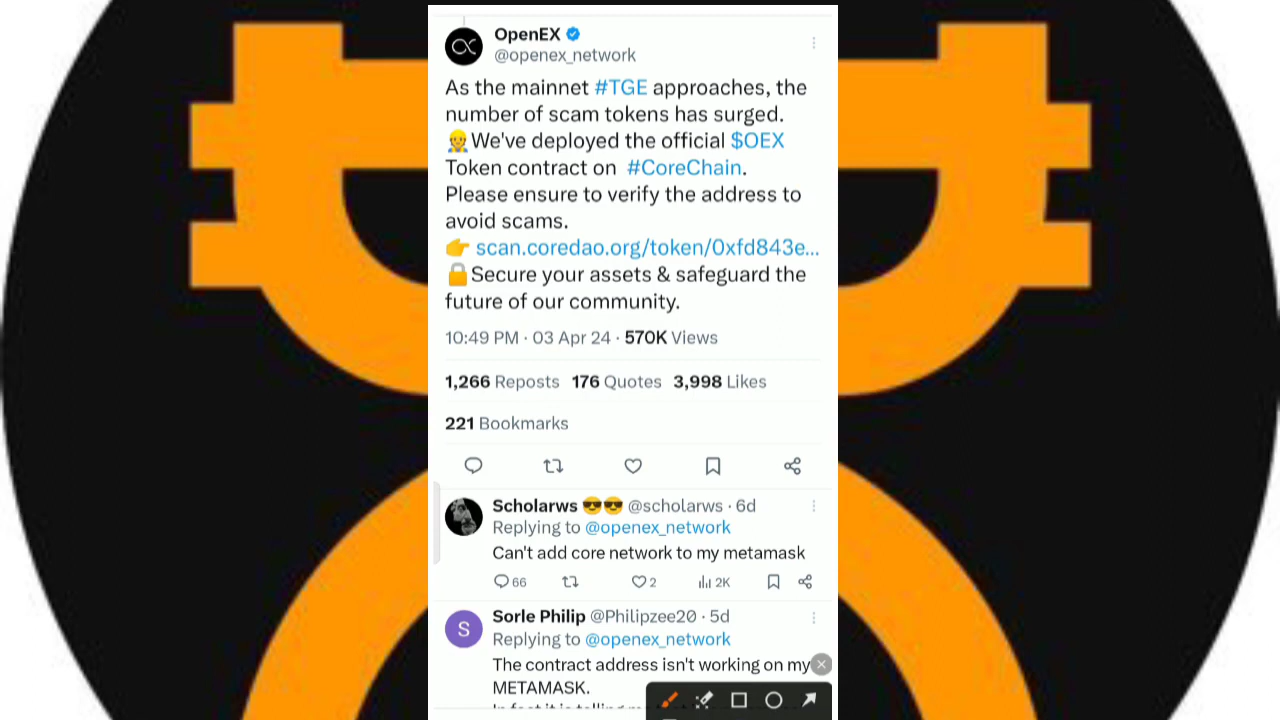 OpenEX
@openex_network
As the mainnet #TGE approaches, the
number of scam tokens has surged.
👷We've deployed the official $OEX
Token contract on #CoreChain.
Please ensure to verify the address to
avoid scams.
👉 scan.coredao.org/token/0xfd843e...
🔒Secure your assets & safeguard the
future of our community.
10:49 PM · 03 Apr 24 · 570K Views
1,266 Reposts 176 Quotes 3,998 Likes
221 Bookmarks
Scholarws 😎😎 @scholarws · 6d
Replying to @openex_network
Can't add core network to my metamask
66 2 2K
S
Sorle Philip @Philipzee20 · 5d
Replying to @openex_network
The contract address isn't working on my
METAMASK.